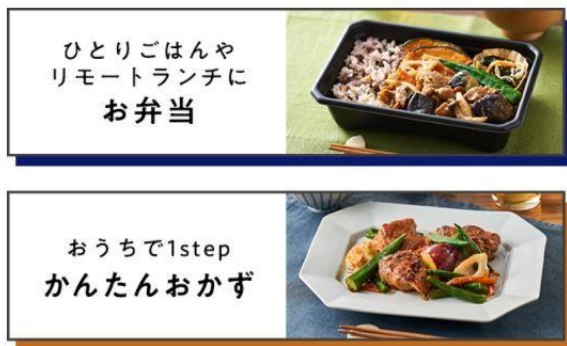 ひとりごはんや
リモートランチに
お弁当
おうちで1step
かんたんおかず